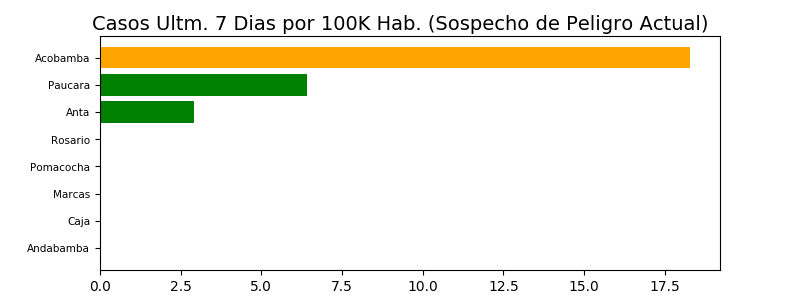 Casos Ultm. 7 Dias por 100K Hab. (Sospecho de Peligro Actual)
Acobamba
Paucara
Anta
Rosario
Pomacocha
Marcas
Caja
Andabamba
0.0 2.5 5.0 7.5 10.0 12.5 15.0 17.5